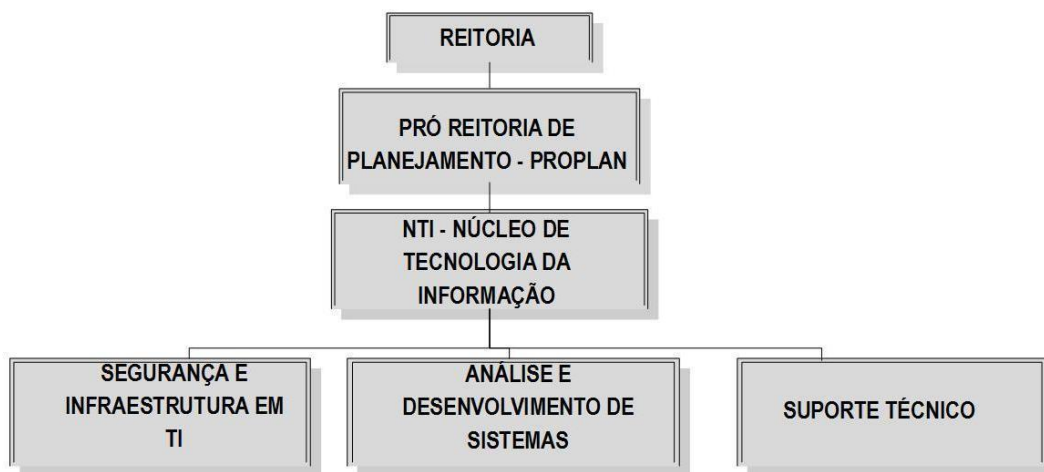 REITORIA
PRÓ REITORIA DE
PLANEJAMENTO - PROPLAN
NTI - NÚCLEO DE
TECNOLOGIA DA
INFORMAÇÃO
SEGURANÇA E
INFRAESTRUTURA EM
TI
ANÁLISE E
DESENVOLVIMENTO DE
SISTEMAS
SUPORTE TÉCNICO